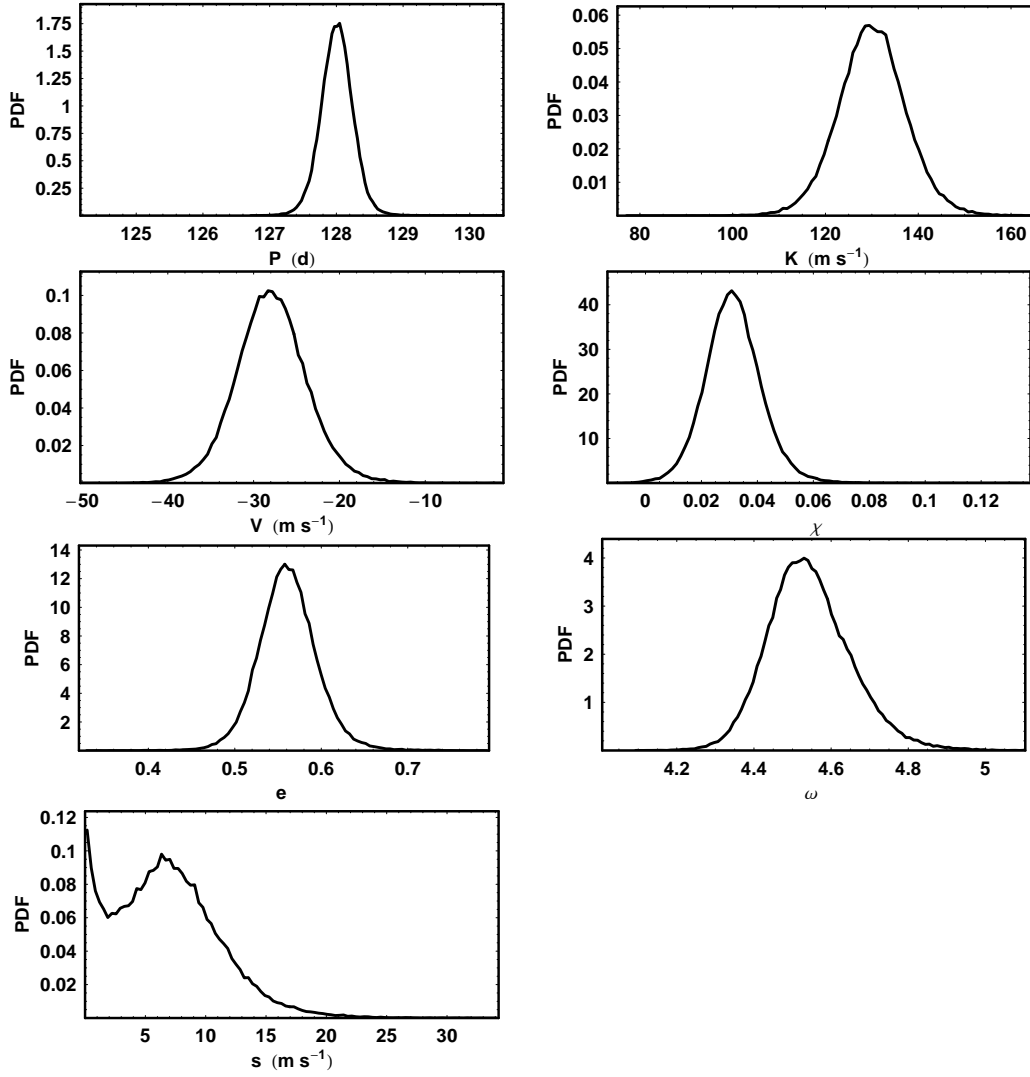 PDF
1.75
1.5
1.25
1
0.75
0.5
0.25
125 126 127 128 129 130
P (d)
PDF
0.06
0.05
0.04
0.03
0.02
0.01
80 100 120 140 160
K (m s⁻¹)
PDF
0.1
0.08
0.06
0.04
0.02
−50 −40 −30 −20 −10
V (m s⁻¹)
PDF
40
30
20
10
0 0.02 0.04 0.06 0.08 0.1 0.12
χ
PDF
14
12
10
8
6
4
2
0.4 0.5 0.6 0.7
e
PDF
4
3
2
1
4.2 4.4 4.6 4.8 5
ω
PDF
0.12
0.1
0.08
0.06
0.04
0.02
5 10 15 20 25 30
s (m s⁻¹)